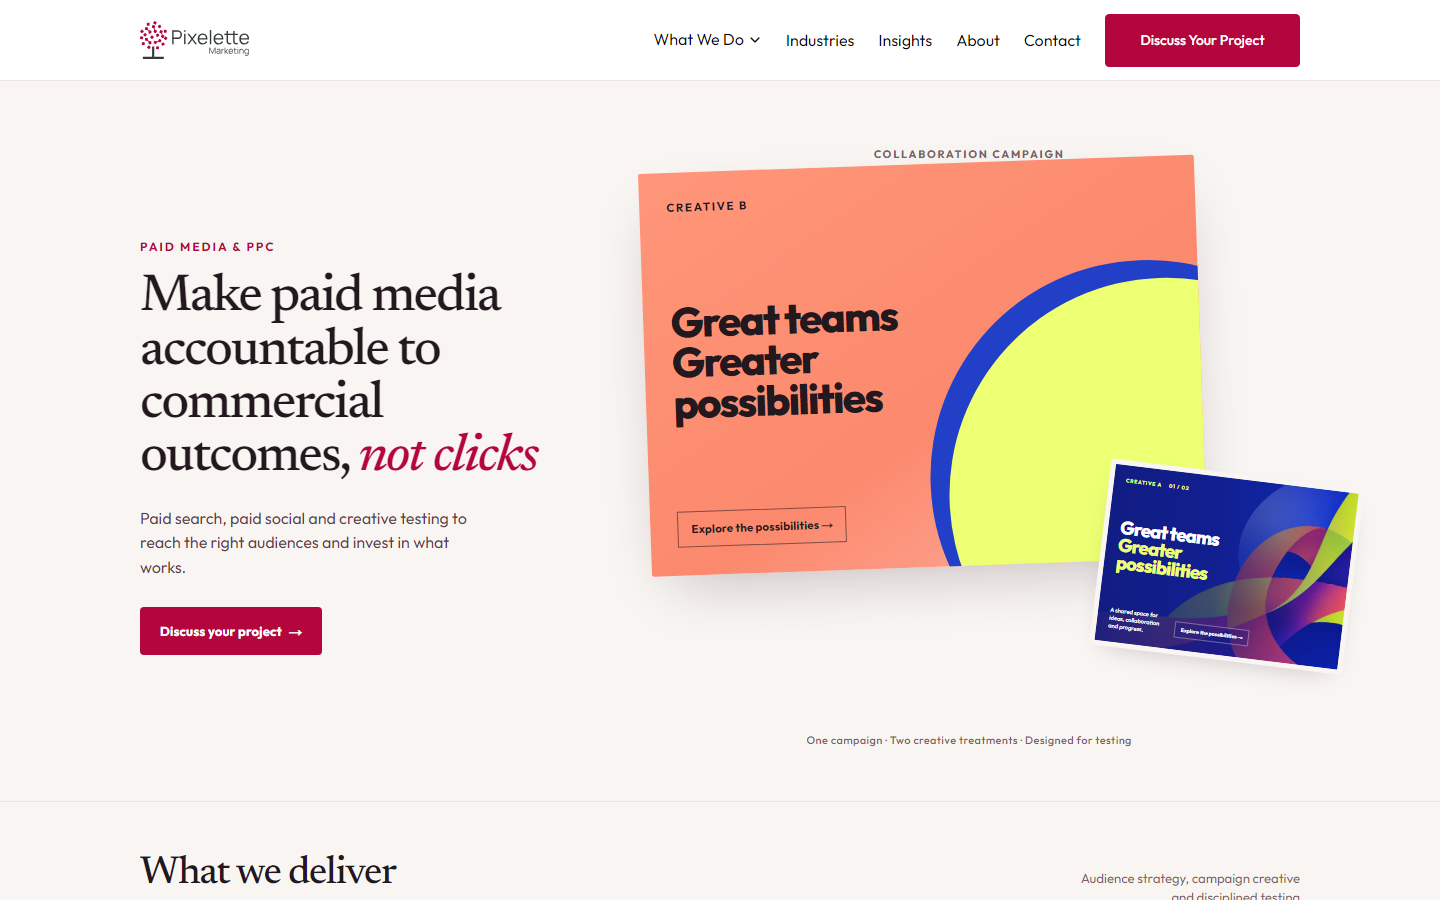 Pixelette
Marketing
What We Do
Industries
Insights
About
Contact
Discuss Your Project
PAID MEDIA & PPC
Make paid media
accountable to
commercial
outcomes, not clicks
Paid search, paid social and creative testing to
reach the right audiences and invest in what
works.
Discuss your project →
COLLABORATION CAMPAIGN
CREATIVE B
Great teams
Greater
possibilities
Explore the possibilities →
CREATIVE A 01 / 02
Great teams
Greater
possibilities
A shared space for
ideas, collaboration
and progress.
Explore the possibilities →
One campaign · Two creative treatments · Designed for testing
What we deliver
Audience strategy, campaign creative
and disciplined testing